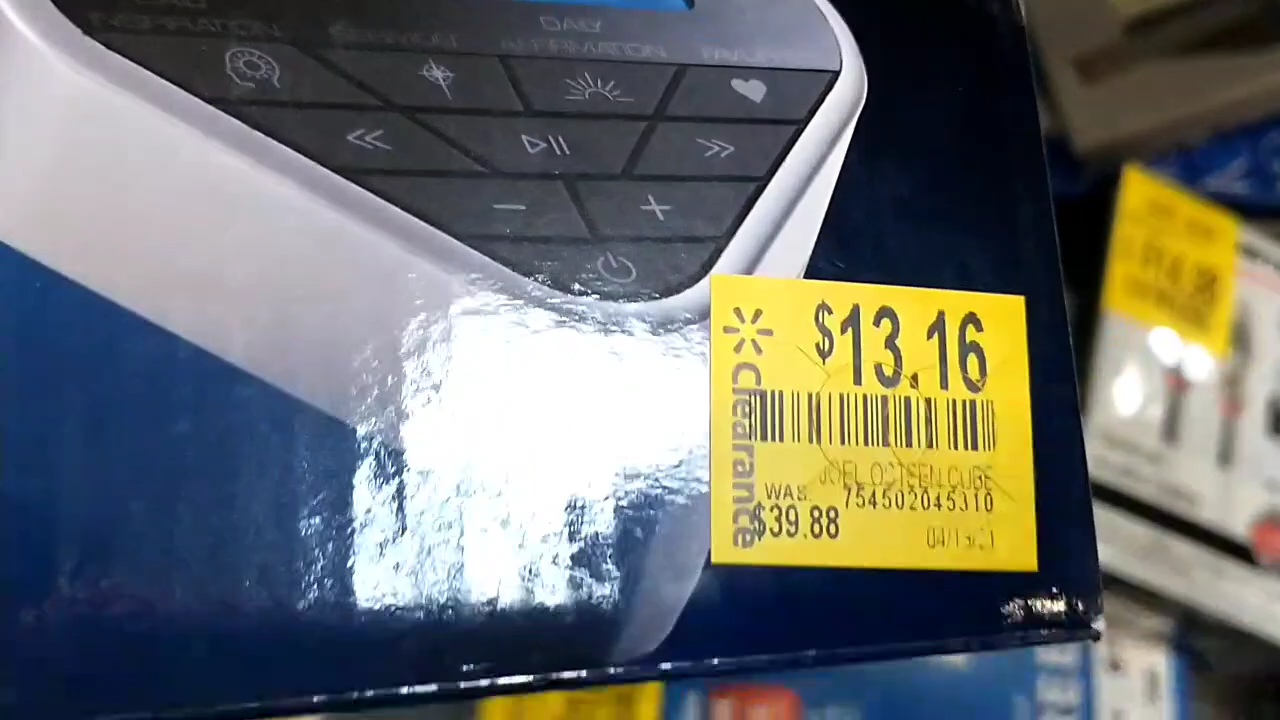 INSPIRATION
DAILY
AFFIRMATION
Clearance
$13.16
JOEL OSTEEN CUBE
WAS
754502045310
$39.88